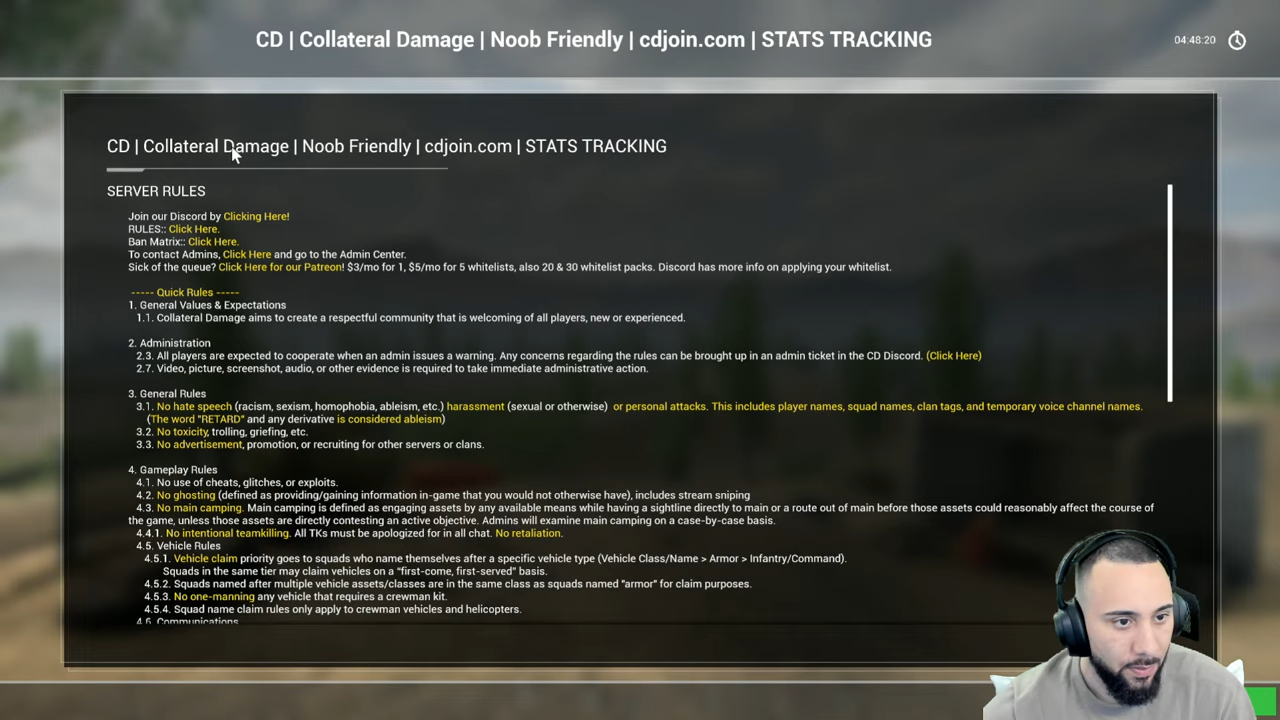 CD | Collateral Damage | Noob Friendly | cdjoin.com | STATS TRACKING
04:48:20
CD | Collateral Damage | Noob Friendly | cdjoin.com | STATS TRACKING
SERVER RULES
Join our Discord by Clicking Here!
RULES:: Click Here.
Ban Matrix:: Click Here.
To contact Admins, Click Here and go to the Admin Center.
Sick of the queue? Click Here for our Patreon! $3/mo for 1, $5/mo for 5 whitelists, also 20 & 30 whitelist packs. Discord has more info on applying your whitelist.
----- Quick Rules -----
1. General Values & Expectations
1.1. Collateral Damage aims to create a respectful community that is welcoming of all players, new or experienced.
2. Administration
2.3. All players are expected to cooperate when an admin issues a warning. Any concerns regarding the rules can be brought up in an admin ticket in the CD Discord. (Click Here)
2.7. Video, picture, screenshot, audio, or other evidence is required to take immediate administrative action.
3. General Rules
3.1. No hate speech (racism, sexism, homophobia, ableism, etc.) harassment (sexual or otherwise) or personal attacks. This includes player names, squad names, clan tags, and temporary voice channel names.
(The word "RETARD" and any derivative is considered ableism)
3.2. No toxicity, trolling, griefing, etc.
3.3. No advertisement, promotion, or recruiting for other servers or clans.
4. Gameplay Rules
4.1. No use of cheats, glitches, or exploits.
4.2. No ghosting (defined as providing/gaining information in-game that you would not otherwise have), includes stream sniping
4.3. No main camping. Main camping is defined as engaging assets by any available means while having a sightline directly to main or a route out of main before those assets could reasonably affect the course of
the game, unless those assets are directly contesting an active objective. Admins will examine main camping on a case-by-case basis.
4.4.1. No intentional teamkilling. All TKs must be apologized for in all chat. No retaliation.
4.5. Vehicle Rules
4.5.1. Vehicle claim priority goes to squads who name themselves after a specific vehicle type (Vehicle Class/Name > Armor > Infantry/Command).
Squads in the same tier may claim vehicles on a "first-come, first-served" basis.
4.5.2. Squads named after multiple vehicle assets/classes are in the same class as squads named "armor" for claim purposes.
4.5.3. No one-manning any vehicle that requires a crewman kit.
4.5.4. Squad name claim rules only apply to crewman vehicles and helicopters.
4.6. Communications